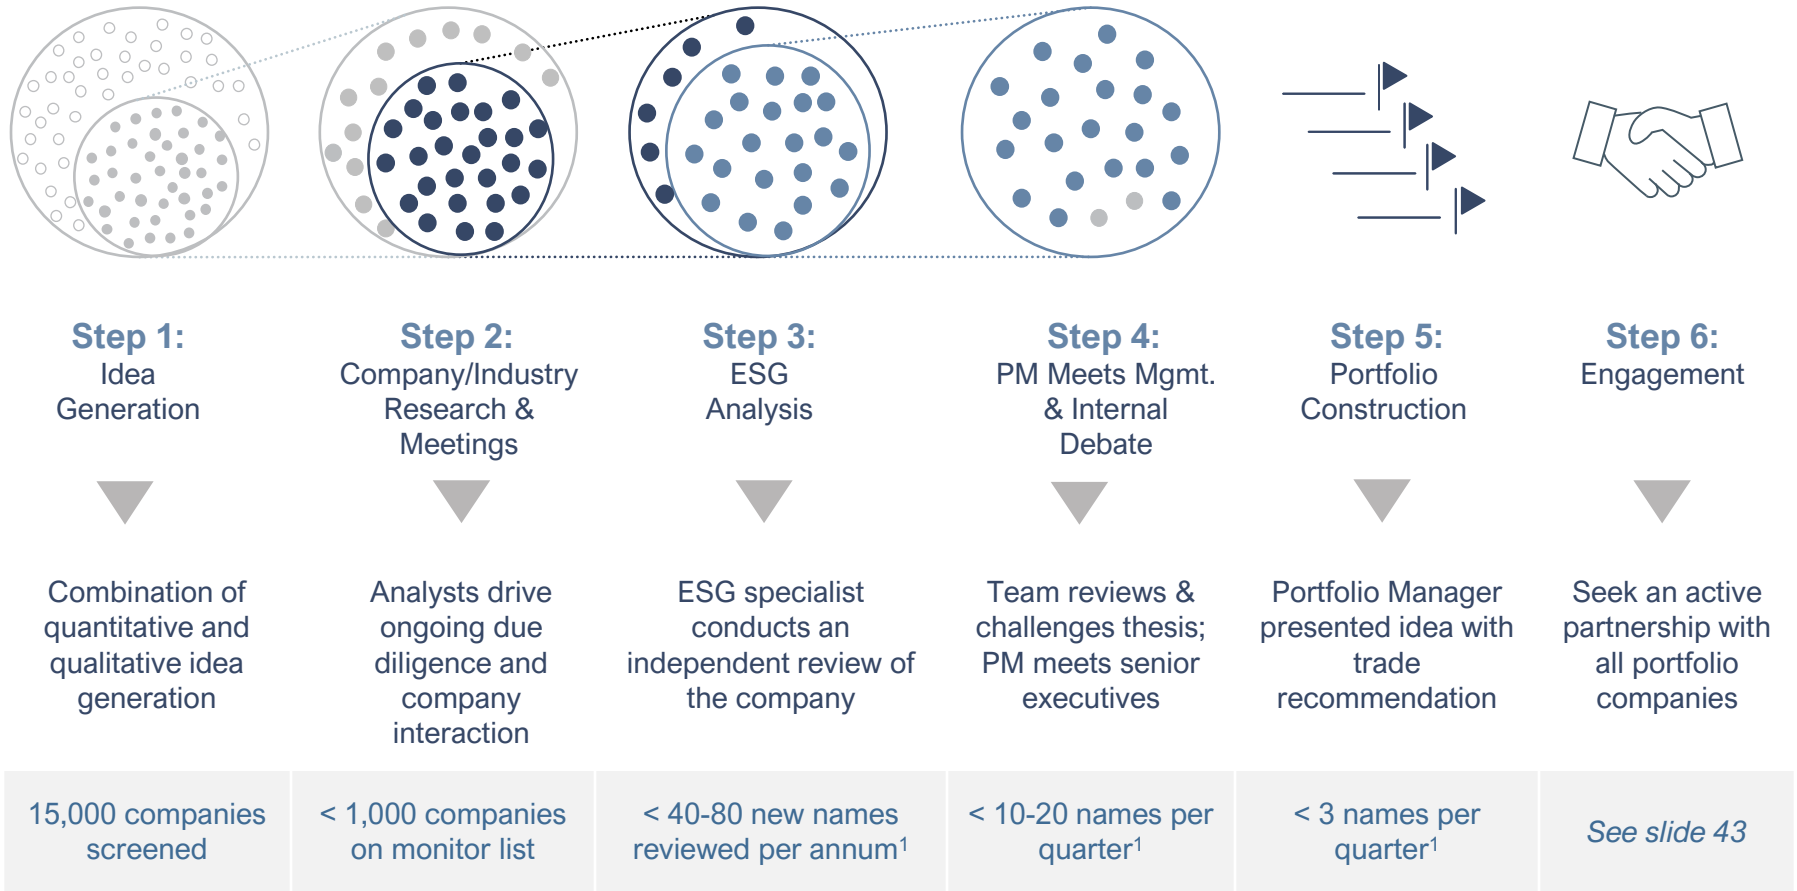 Step 1:
Idea
Generation
Step 2:
Company/Industry
Research &
Meetings
Step 3:
ESG
Analysis
Step 4:
PM Meets Mgmt.
& Internal
Debate
Step 5:
Portfolio
Construction
Step 6:
Engagement
Combination of
quantitative and
qualitative idea
generation
Analysts drive
ongoing due
diligence and
company
interaction
ESG specialist
conducts an
independent review of
the company
Team reviews &
challenges thesis;
PM meets senior
executives
Portfolio Manager
presented idea with
trade
recommendation
Seek an active
partnership with
all portfolio
companies
15,000 companies
screened
< 1,000 companies
on monitor list
< 40-80 new names
reviewed per annum¹
< 10-20 names per
quarter¹
< 3 names per
quarter¹
See slide 43